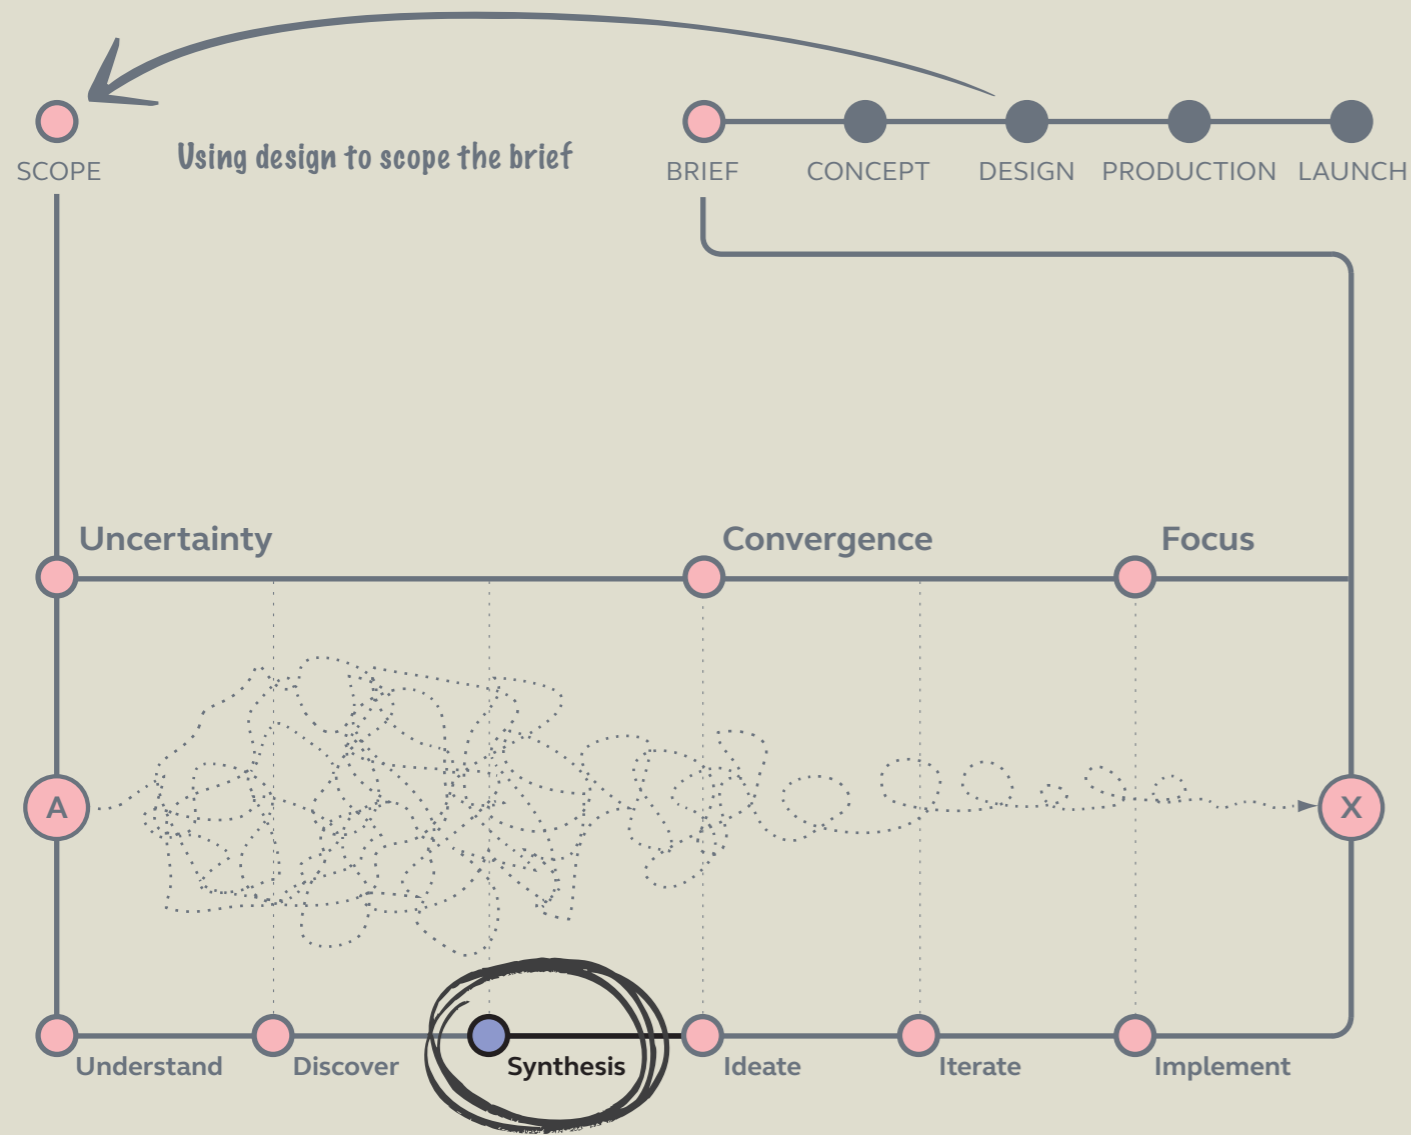 SCOPE
Using design to scope the brief
BRIEF
CONCEPT
DESIGN
PRODUCTION
LAUNCH
Uncertainty
Convergence
Focus
A
X
Understand
Discover
Synthesis
Ideate
Iterate
Implement